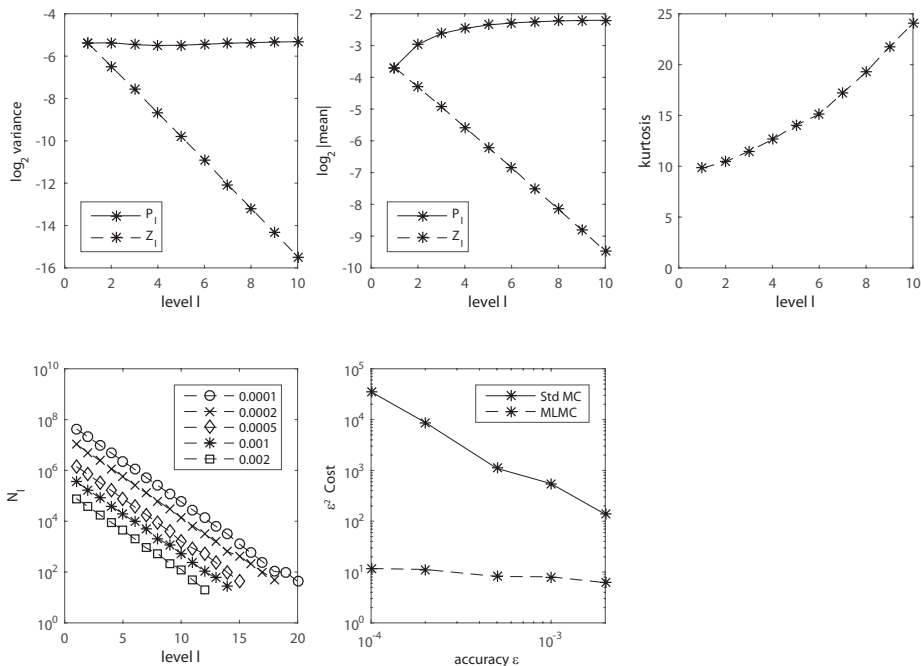 -4
-6
-8
-10
-12
-14
-16
0 2 4 6 8 10
log2 variance
level l
Pl
Zl
-2
-3
-4
-5
-6
-7
-8
-9
-10
0 2 4 6 8 10
log2 |mean|
level l
Pl
Zl
25
20
15
10
5
0
0 2 4 6 8 10
kurtosis
level l
10^10
10^8
10^6
10^4
10^2
10^0
0 5 10 15 20
Nl
level l
0.0001
0.0002
0.0005
0.001
0.002
10^5
10^4
10^3
10^2
10^1
10^0
10^-4 10^-3
ε^2 Cost
accuracy ε
Std MC
MLMC